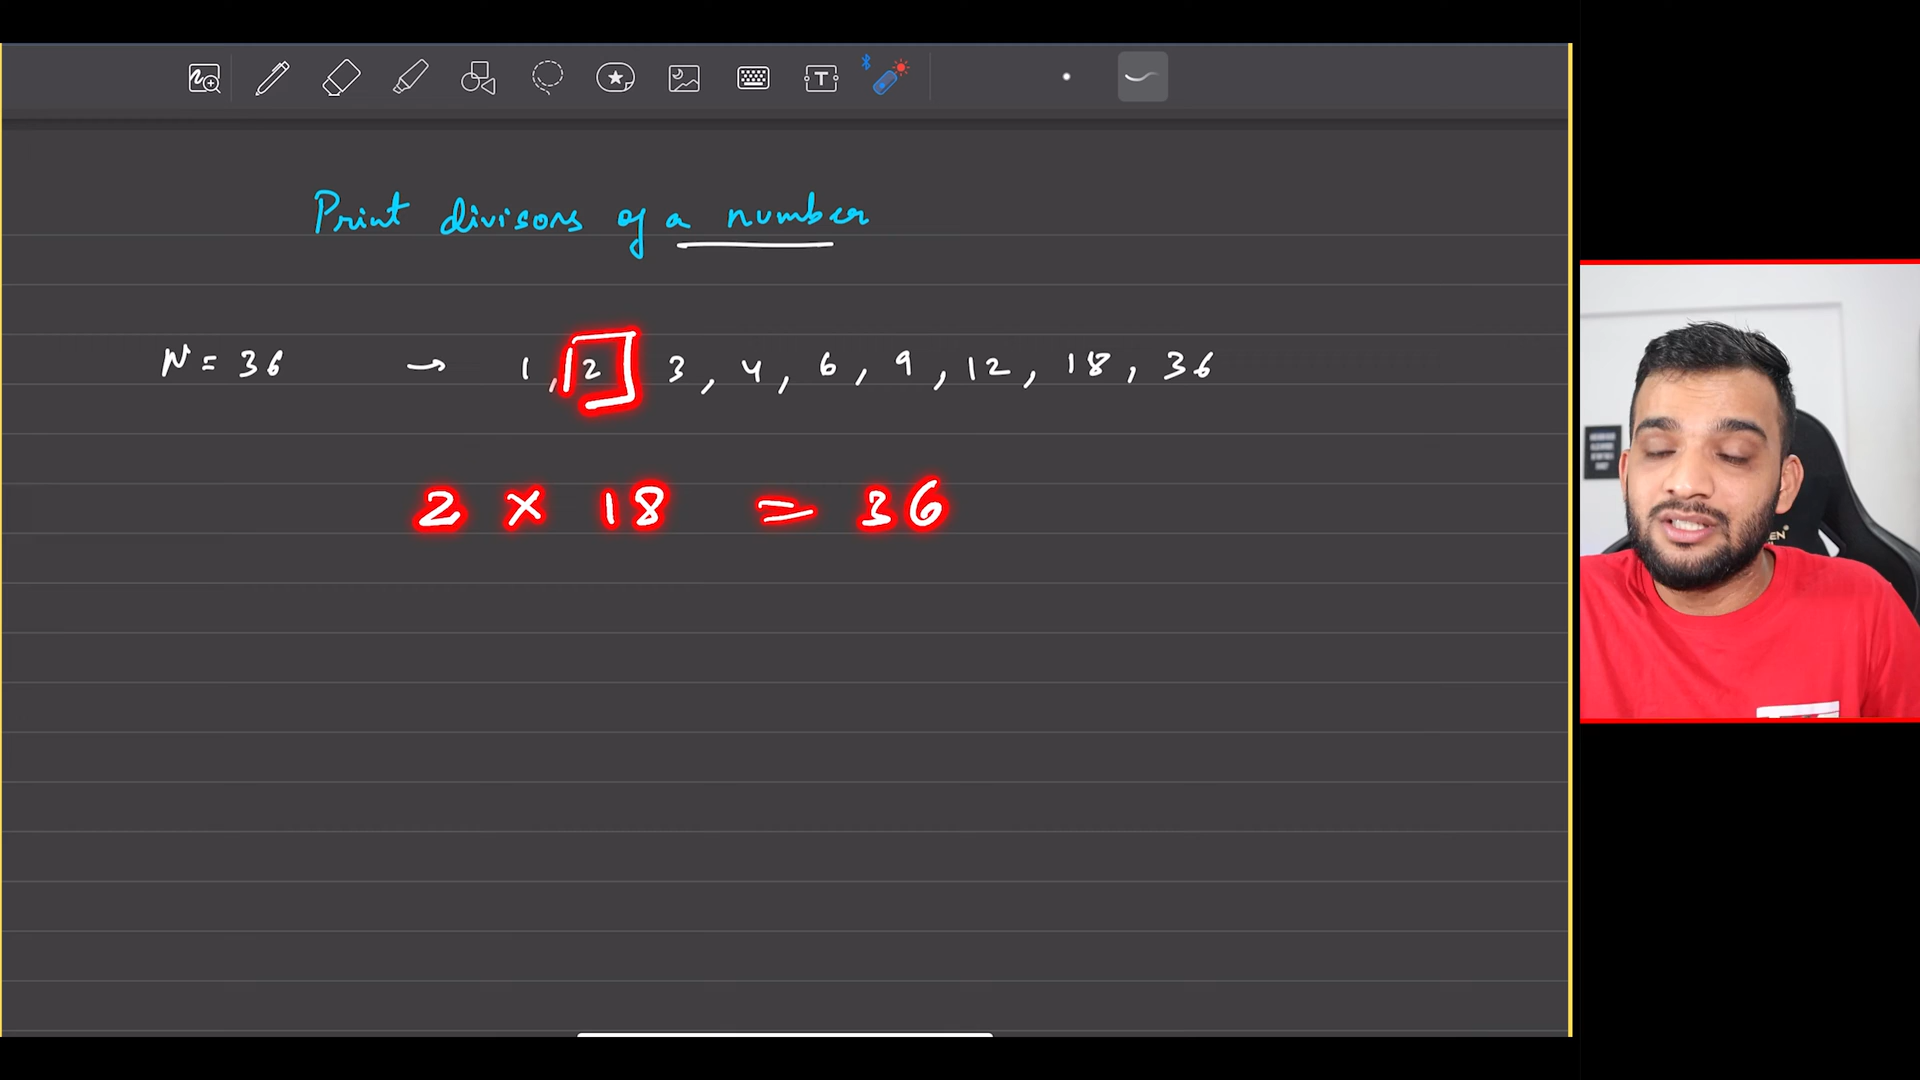 Print divisors of a number
N = 36 → 1, 2 3, 4, 6, 9, 12, 18, 36
2 × 18 = 36
T